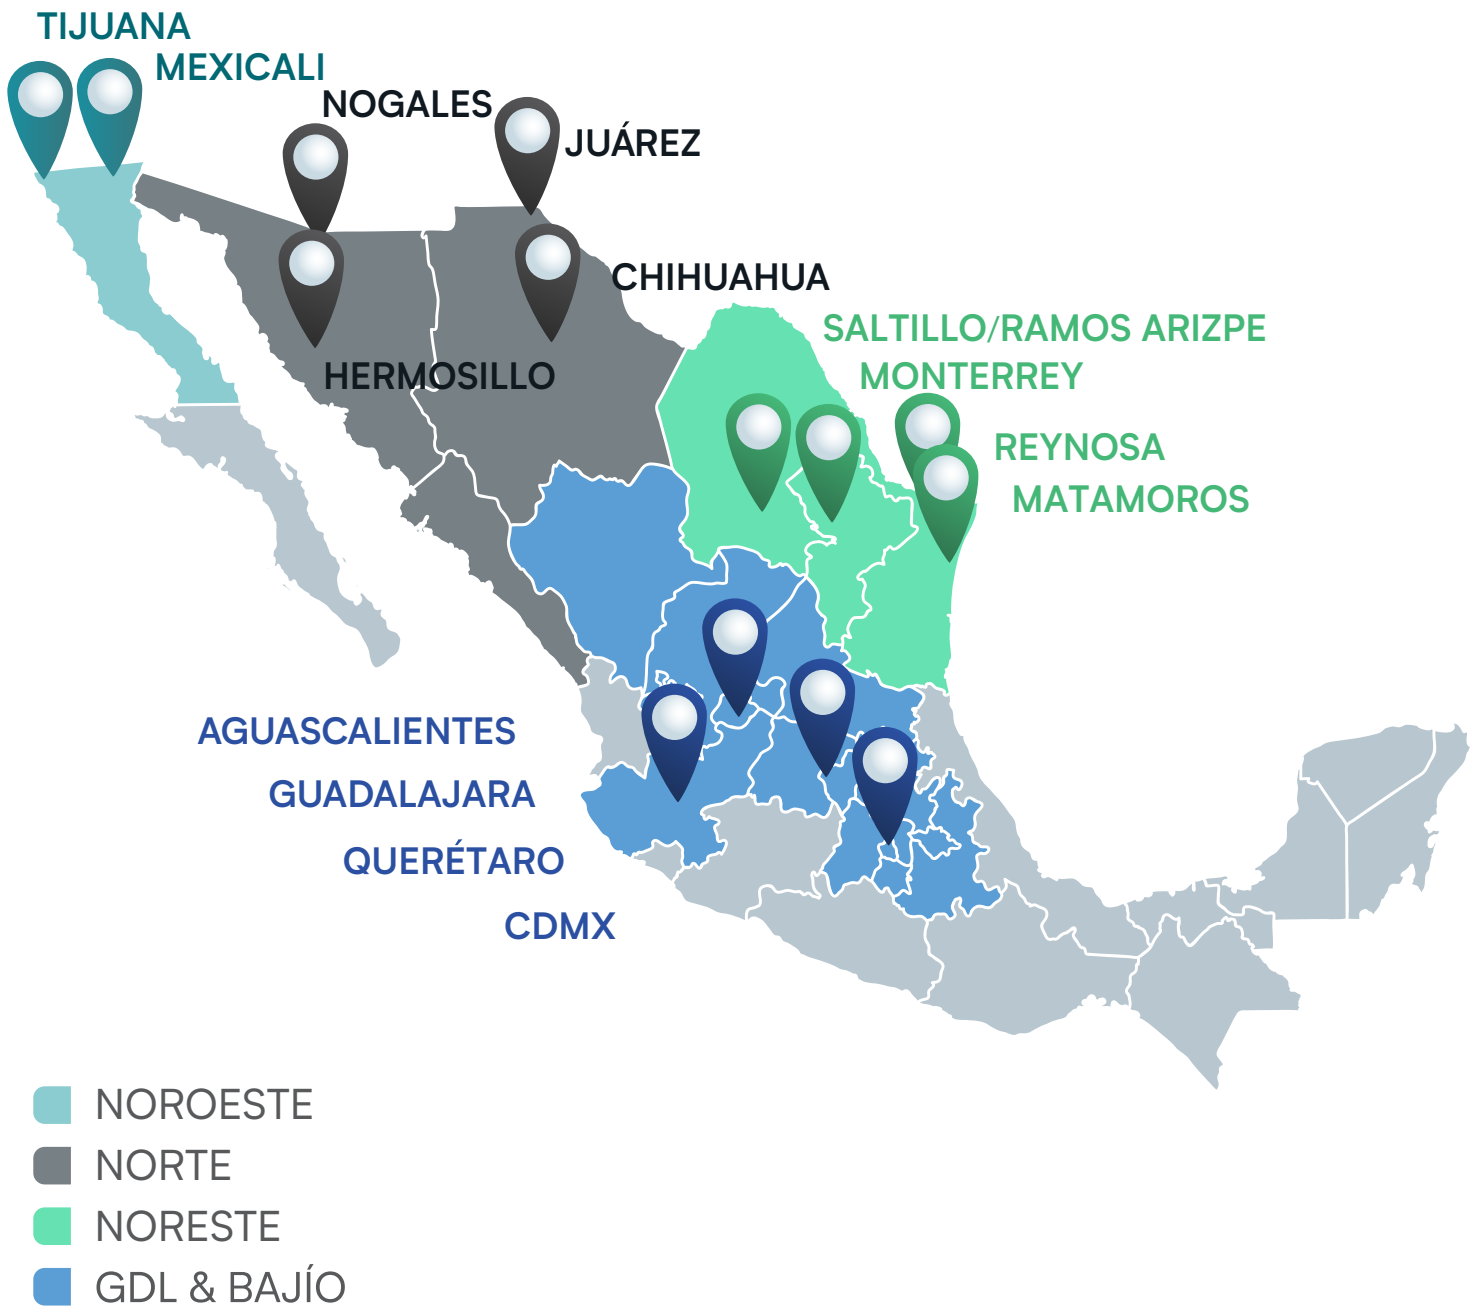 TIJUANA
MEXICALI
NOGALES
JUÁREZ
CHIHUAHUA
SALTILLO/RAMOS ARIZPE
HERMOSILLO
MONTERREY
REYNOSA
MATAMOROS
AGUASCALIENTES
GUADALAJARA
QUERÉTARO
CDMX
NOROESTE
NORTE
NORESTE
GDL & BAJÍO